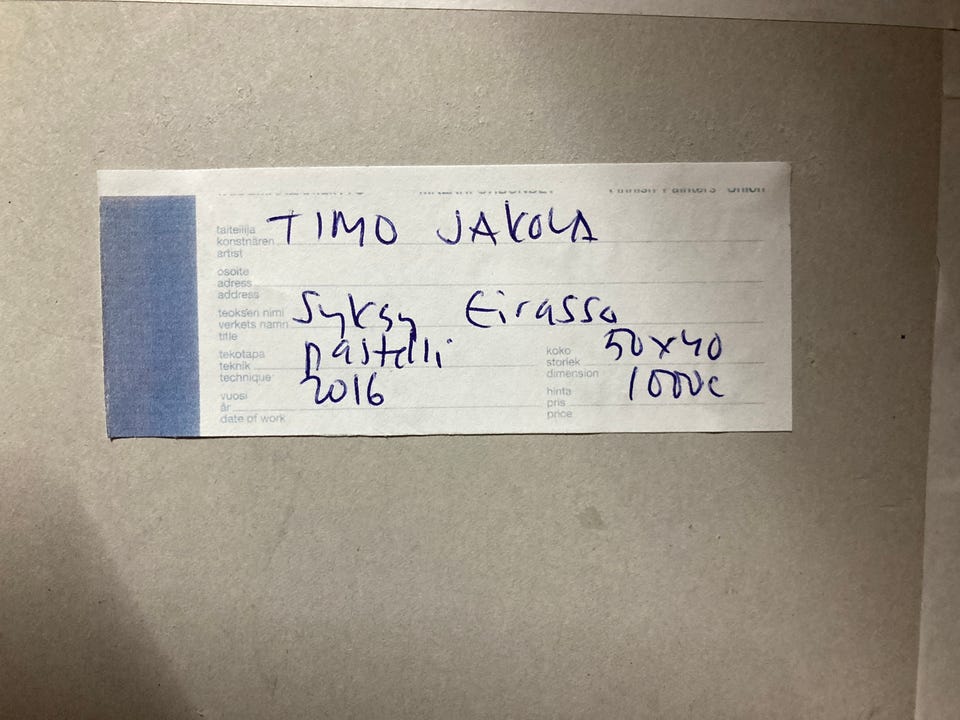 Finnish Painters' Union
taiteilija TIMO JAKOLA
konstnären
artist
osoite
adress
address
teoksen nimi Syksy Eirassa
verkets namn
title
tekotapa pastelli koko 50x40
teknik storlek
technique dimension
vuosi 2016 hinta 1000€
år pris
date of work price